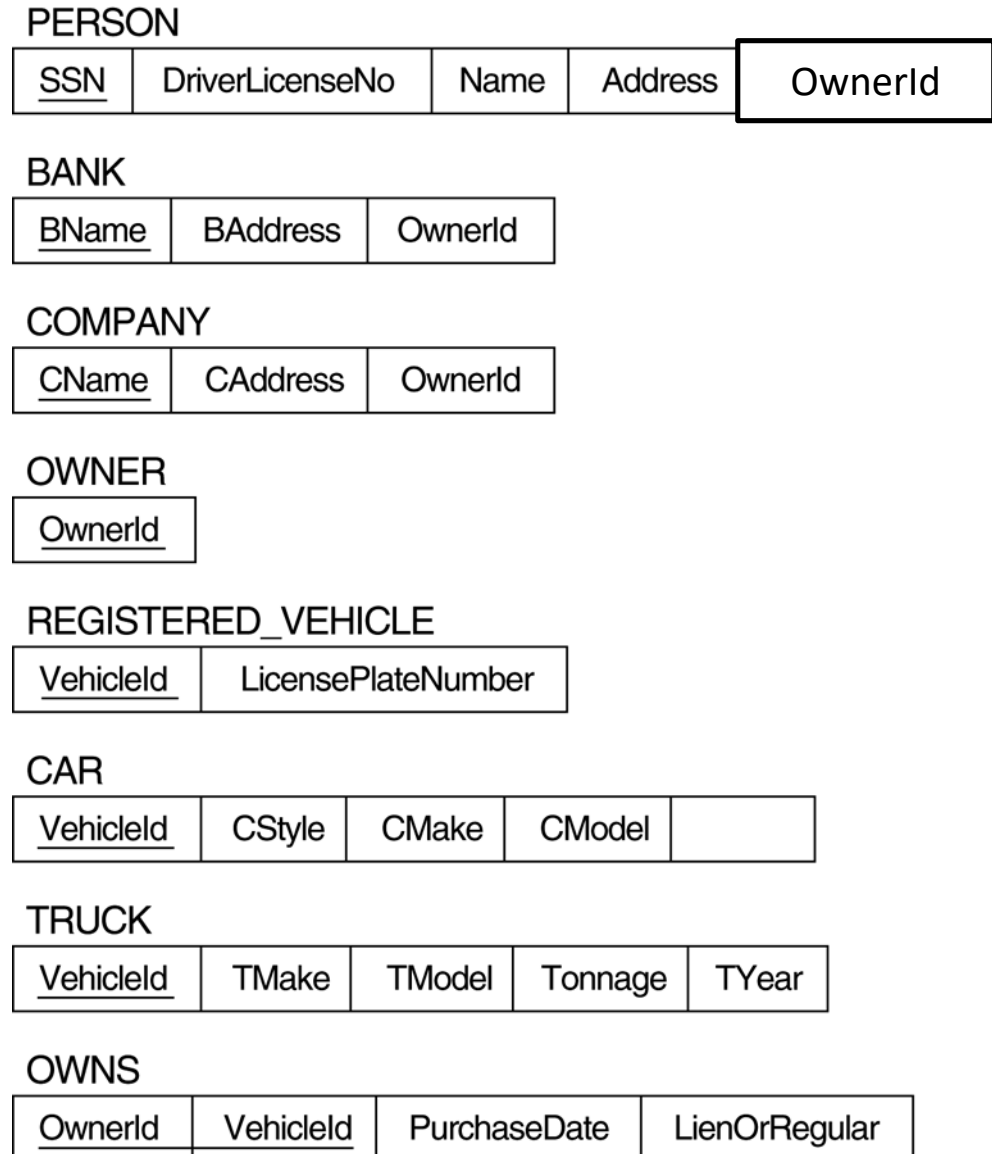 PERSON
SSN DriverLicenseNo Name Address OwnerId
BANK
BName BAddress OwnerId
COMPANY
CName CAddress OwnerId
OWNER
OwnerId
REGISTERED_VEHICLE
VehicleId LicensePlateNumber
CAR
VehicleId CStyle CMake CModel
TRUCK
VehicleId TMake TModel Tonnage TYear
OWNS
OwnerId VehicleId PurchaseDate LienOrRegular